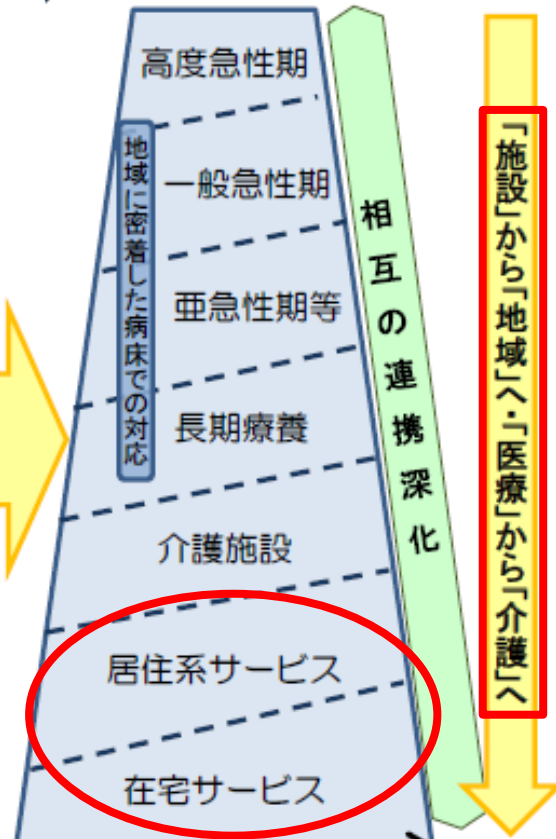 高度急性期
一般急性期
亜急性期等
長期療養
介護施設
居住系サービス
在宅サービス
地域に密着した病床での対応
相互の連携深化
「施設」から「地域」へ・「医療」から「介護」へ